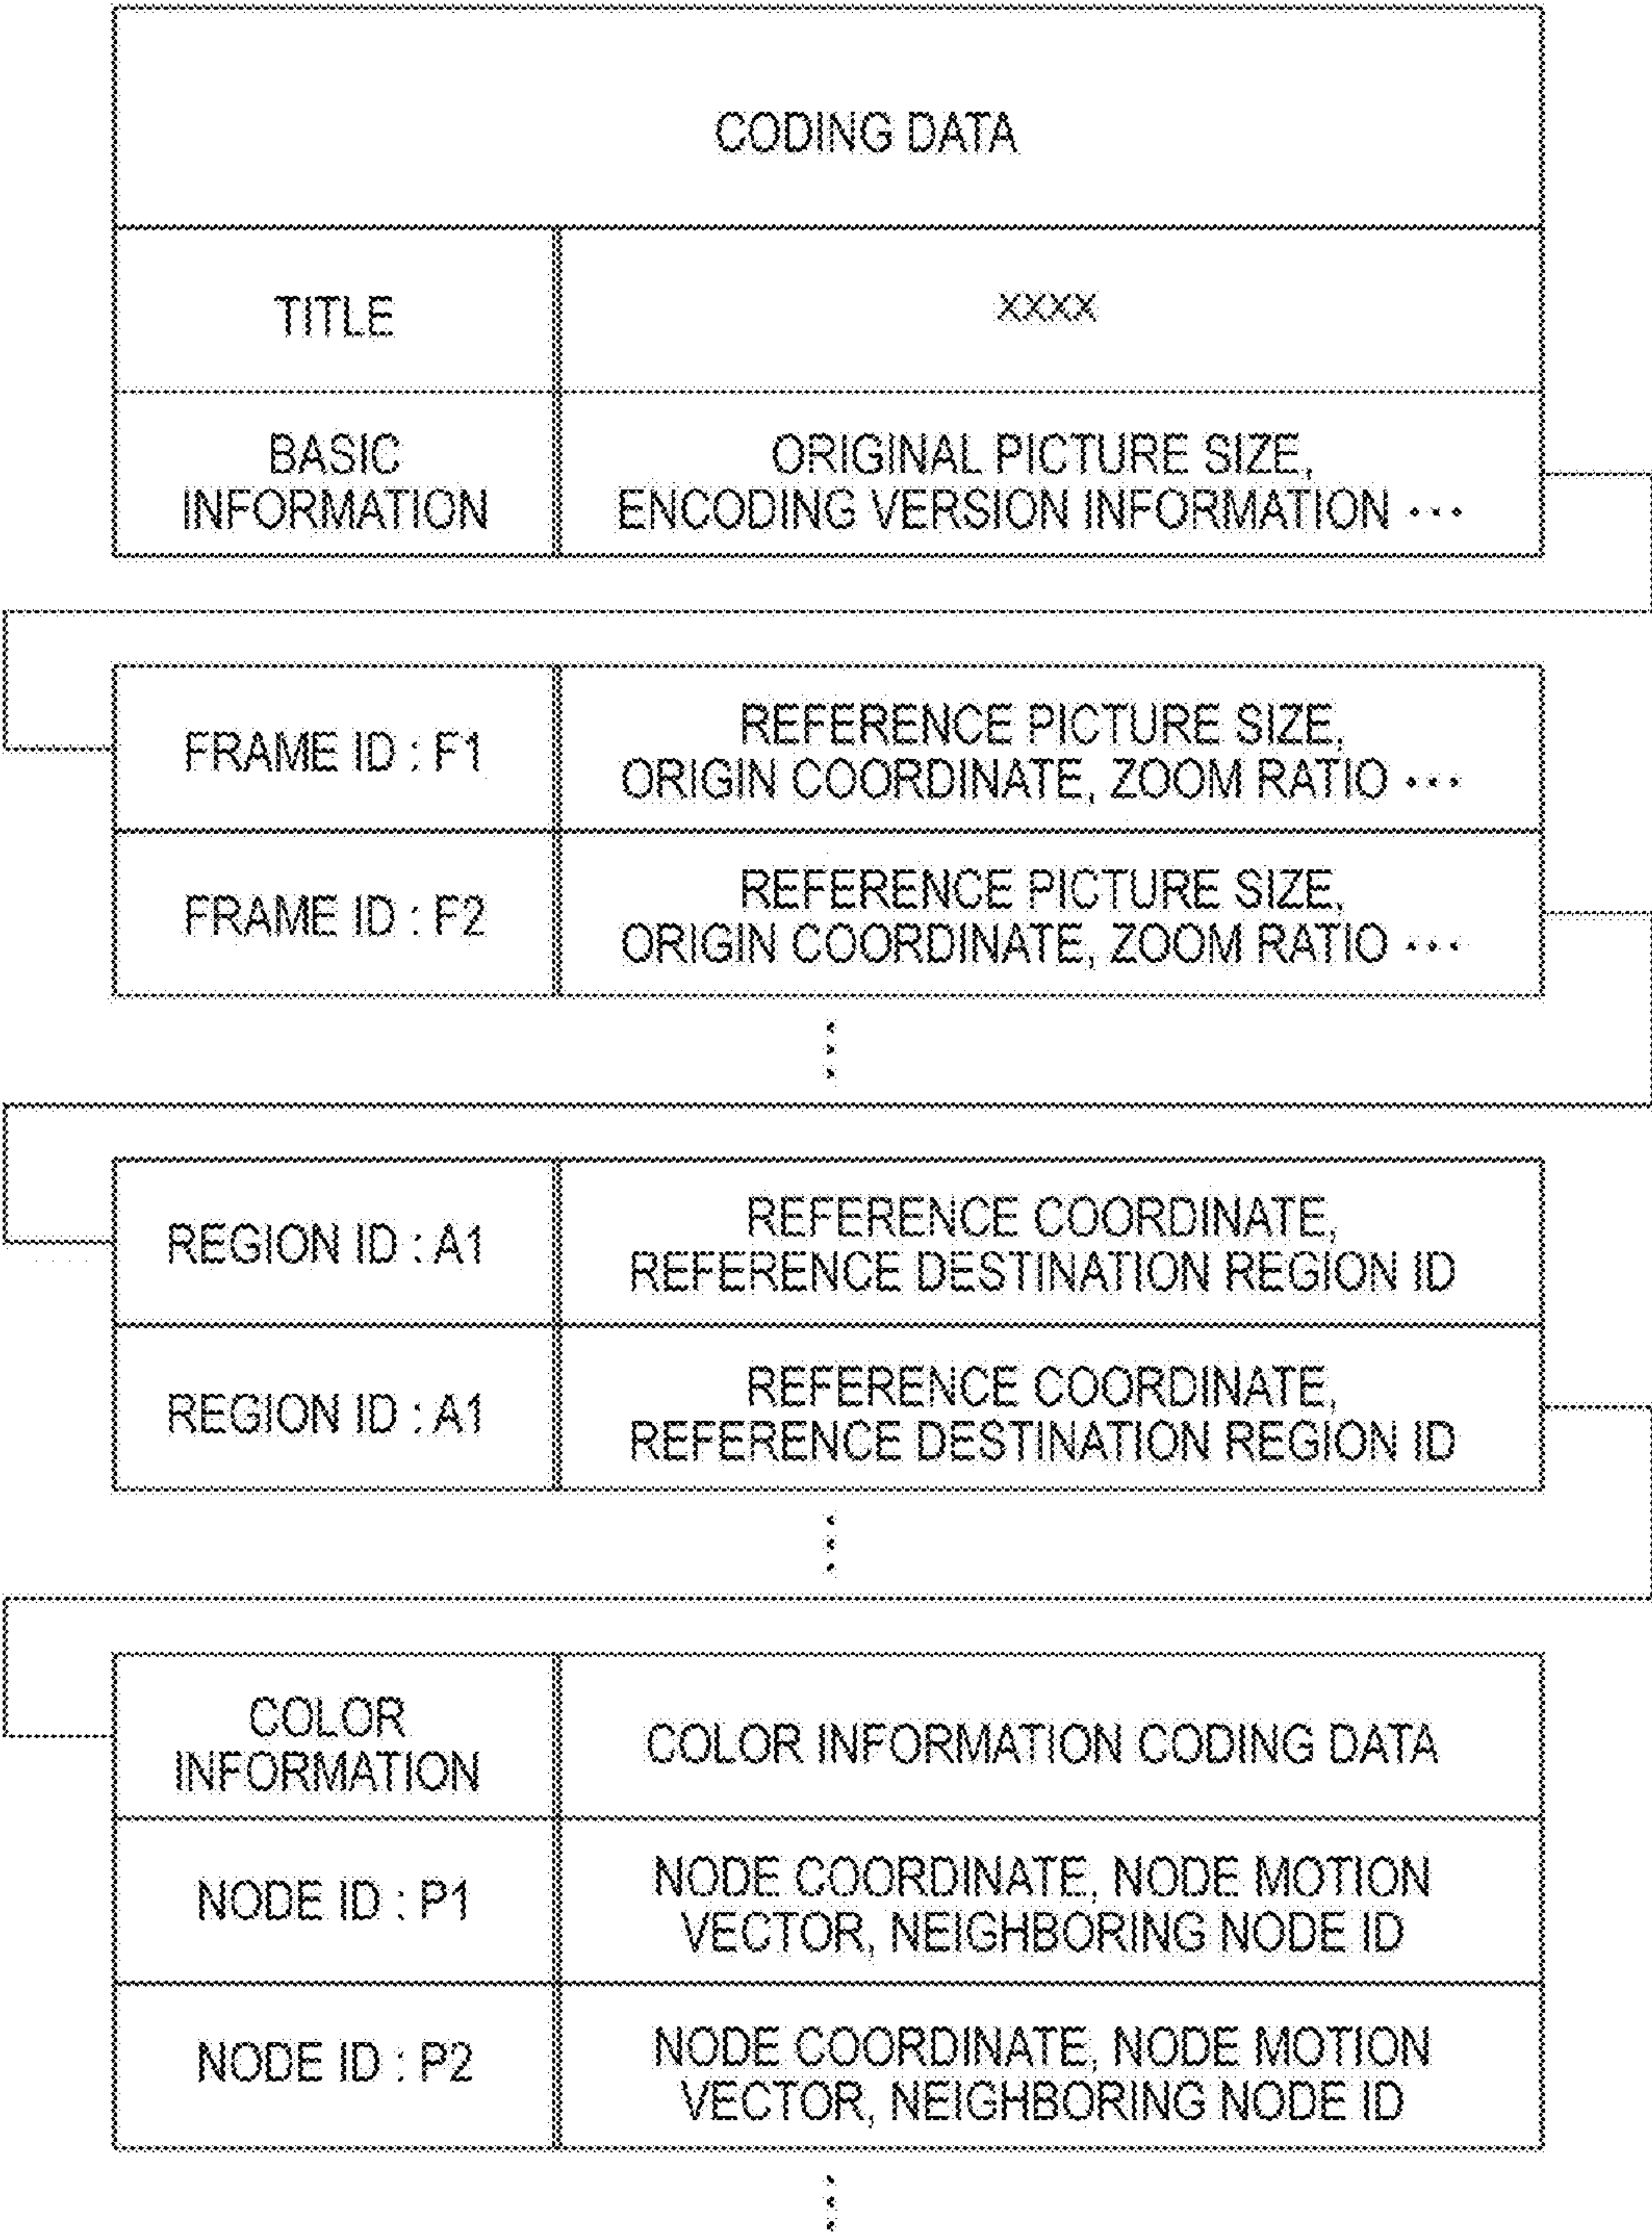 CODING DATA
TITLE
XXXX
BASIC
INFORMATION
ORIGINAL PICTURE SIZE,
ENCODING VERSION INFORMATION ...
FRAME ID : F1
REFERENCE PICTURE SIZE,
ORIGIN COORDINATE, ZOOM RATIO ...
FRAME ID : F2
REFERENCE PICTURE SIZE,
ORIGIN COORDINATE, ZOOM RATIO ...
REGION ID : A1
REFERENCE COORDINATE,
REFERENCE DESTINATION REGION ID
REGION ID : A1
REFERENCE COORDINATE,
REFERENCE DESTINATION REGION ID
COLOR
INFORMATION
COLOR INFORMATION CODING DATA
NODE ID : P1
NODE COORDINATE, NODE MOTION
VECTOR, NEIGHBORING NODE ID
NODE ID : P2
NODE COORDINATE, NODE MOTION
VECTOR, NEIGHBORING NODE ID